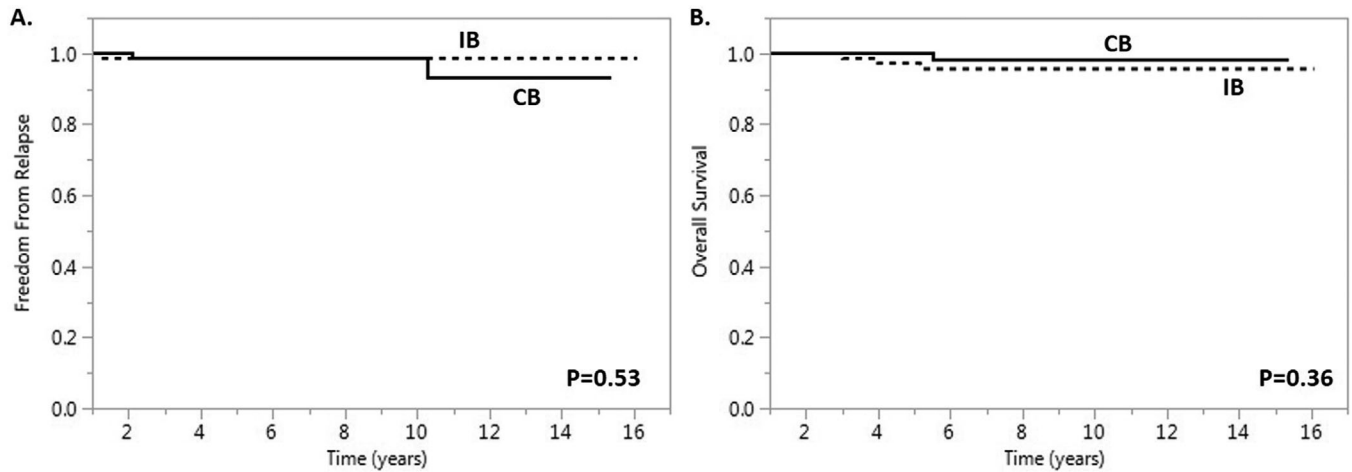 A.
IB
CB
1.0
0.8
0.6
0.4
0.2
0.0
Freedom From Relapse
P=0.53
2 4 6 8 10 12 14 16
Time (years)
B.
CB
IB
1.0
0.8
0.6
0.4
0.2
0.0
Overall Survival
P=0.36
2 4 6 8 10 12 14 16
Time (years)